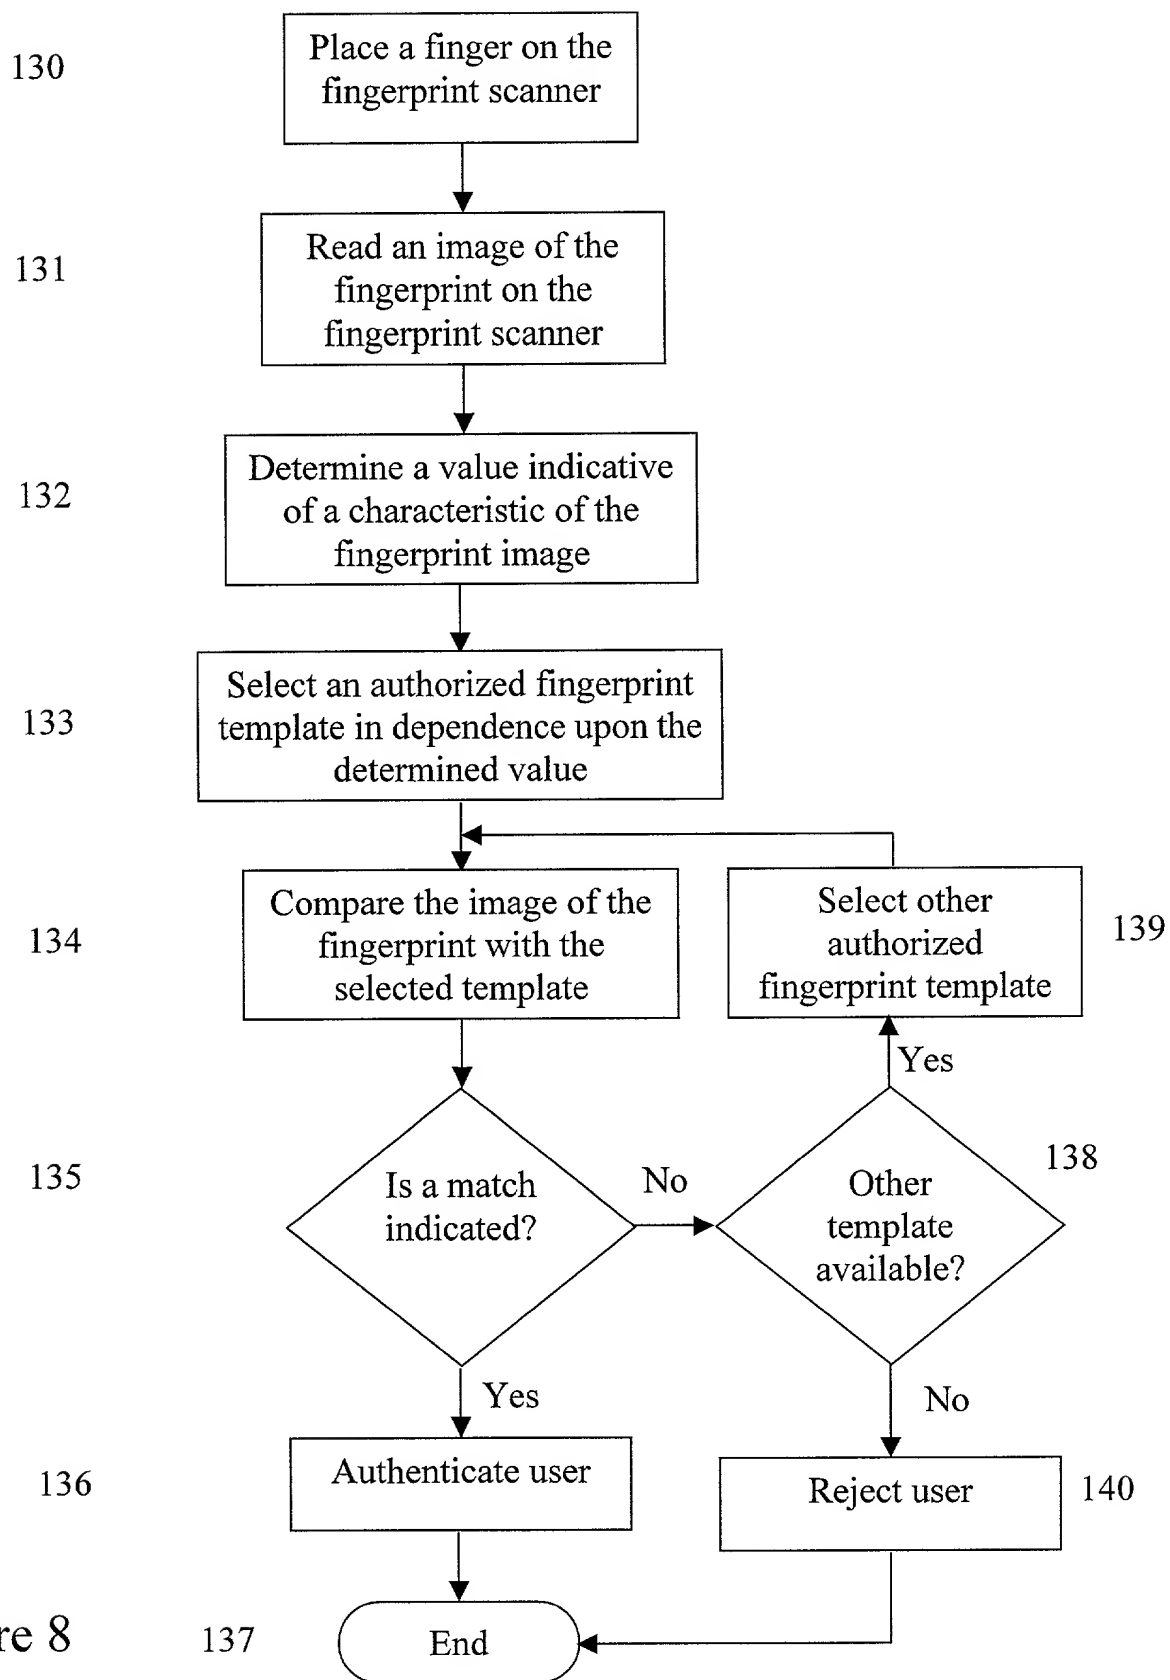 130
Place a finger on the
fingerprint scanner
131
Read an image of the
fingerprint on the
fingerprint scanner
132
Determine a value indicative
of a characteristic of the
fingerprint image
133
Select an authorized fingerprint
template in dependence upon the
determined value
134
Compare the image of the
fingerprint with the
selected template
Select other
authorized
fingerprint template
139
Yes
135
Is a match
indicated?
No
Other
template
available?
138
Yes
No
136
Authenticate user
Reject user
140
re 8
137
End